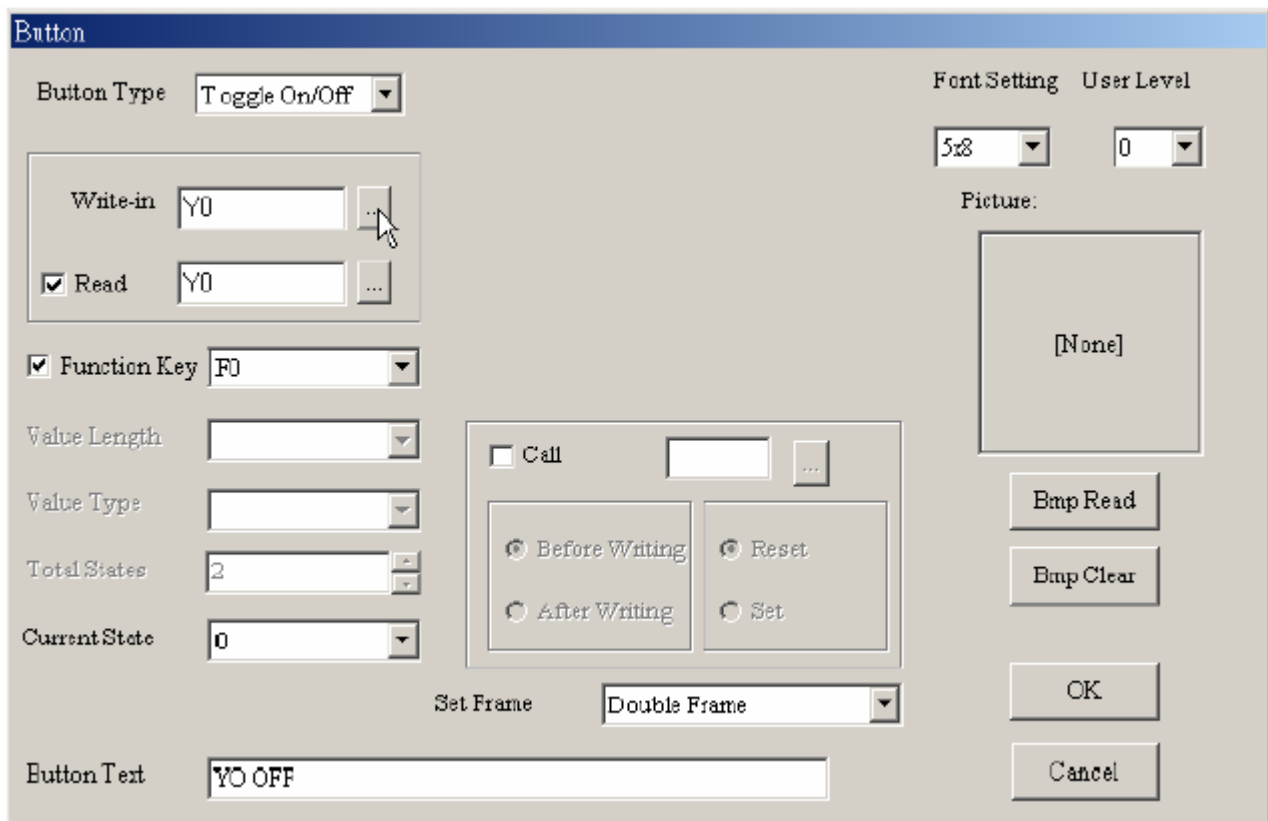 Button
Button Type Toggle On/Off
Font Setting User Level
5x8 0
Write-in Y0 ...
Picture:
Read Y0 ...
[None]
Function Key F0
Value Length
Call ...
Value Type
Bmp Read
Before Writing Reset
Total States 2
Bmp Clear
After Writing Set
Current State 0
OK
Set Frame Double Frame
Button Text YO OFF
Cancel